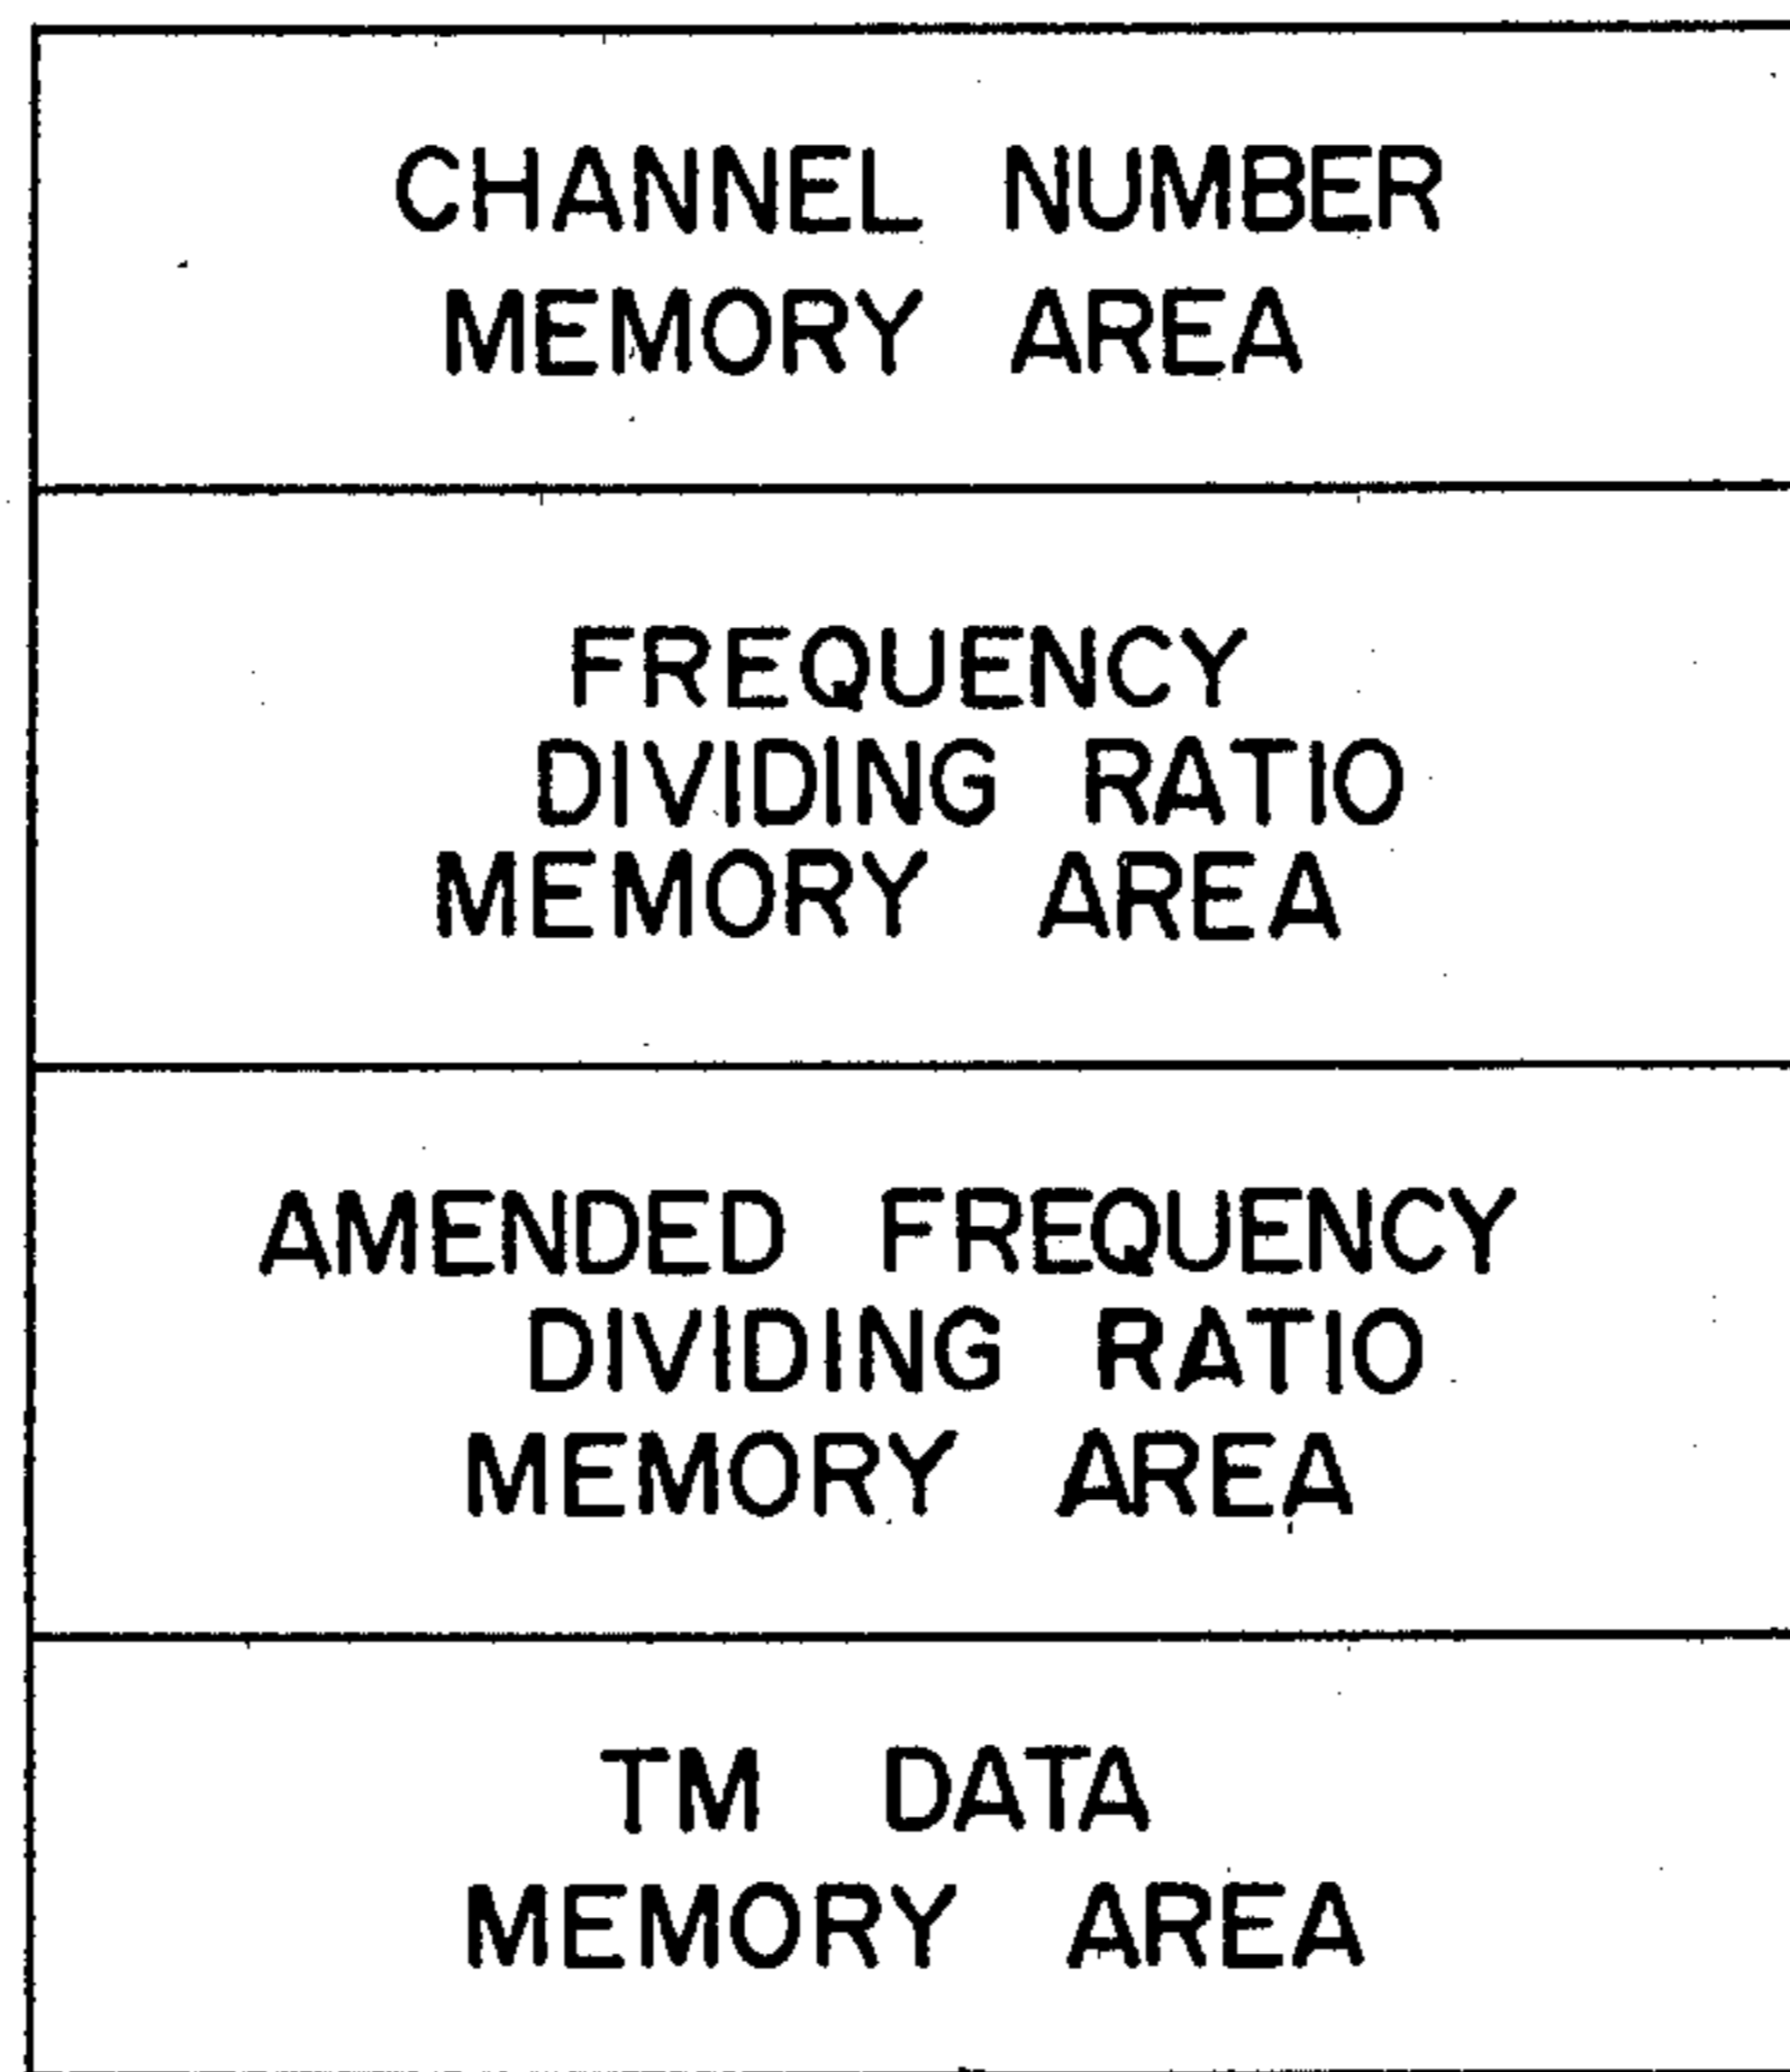 CHANNEL NUMBER
MEMORY AREA
FREQUENCY
DIVIDING RATIO
MEMORY AREA
AMENDED FREQUENCY
DIVIDING RATIO
MEMORY AREA
TM DATA
MEMORY AREA